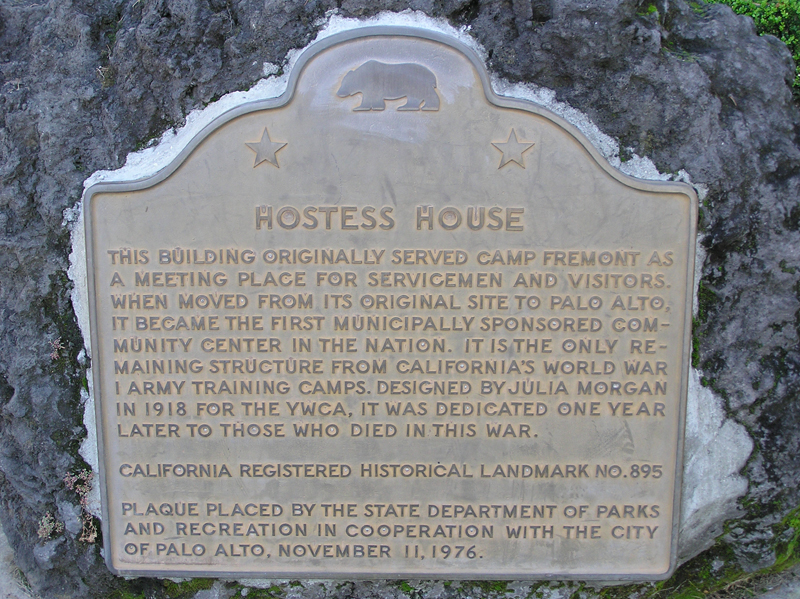 HOSTESS HOUSE
THIS BUILDING ORIGINALLY SERVED CAMP FREMONT AS
A MEETING PLACE FOR SERVICEMEN AND VISITORS.
WHEN MOVED FROM ITS ORIGINAL SITE TO PALO ALTO,
IT BECAME THE FIRST MUNICIPALLY SPONSORED COM-
MUNITY CENTER IN THE NATION. IT IS THE ONLY RE-
MAINING STRUCTURE FROM CALIFORNIA'S WORLD WAR
I ARMY TRAINING CAMPS. DESIGNED BY JULIA MORGAN
IN 1918 FOR THE YWCA, IT WAS DEDICATED ONE YEAR
LATER TO THOSE WHO DIED IN THIS WAR.
CALIFORNIA REGISTERED HISTORICAL LANDMARK NO. 895
PLAQUE PLACED BY THE STATE DEPARTMENT OF PARKS
AND RECREATION IN COOPERATION WITH THE CITY
OF PALO ALTO, NOVEMBER 11, 1976.